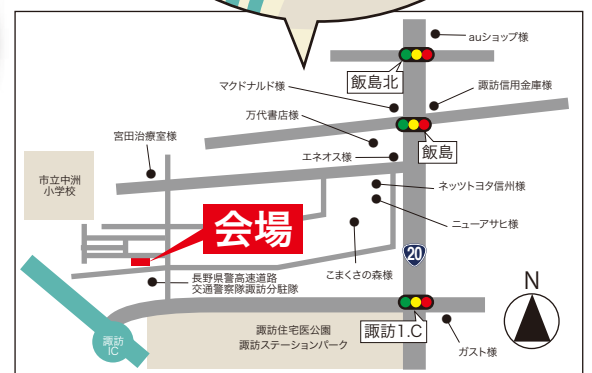 auショップ様
飯島北
マクドナルド様
諏訪信用金庫様
万代書店様
飯島
宮田治療室様
エネオス様
市立中洲
小学校
ネッツトヨタ信州様
ニューアサヒ様
会場
20
こまくさの森様
長野県警高速道路
交通警察隊諏訪分駐隊
N
諏訪
IC
諏訪住宅医公園
諏訪ステーションパーク
諏訪1.C
ガスト様